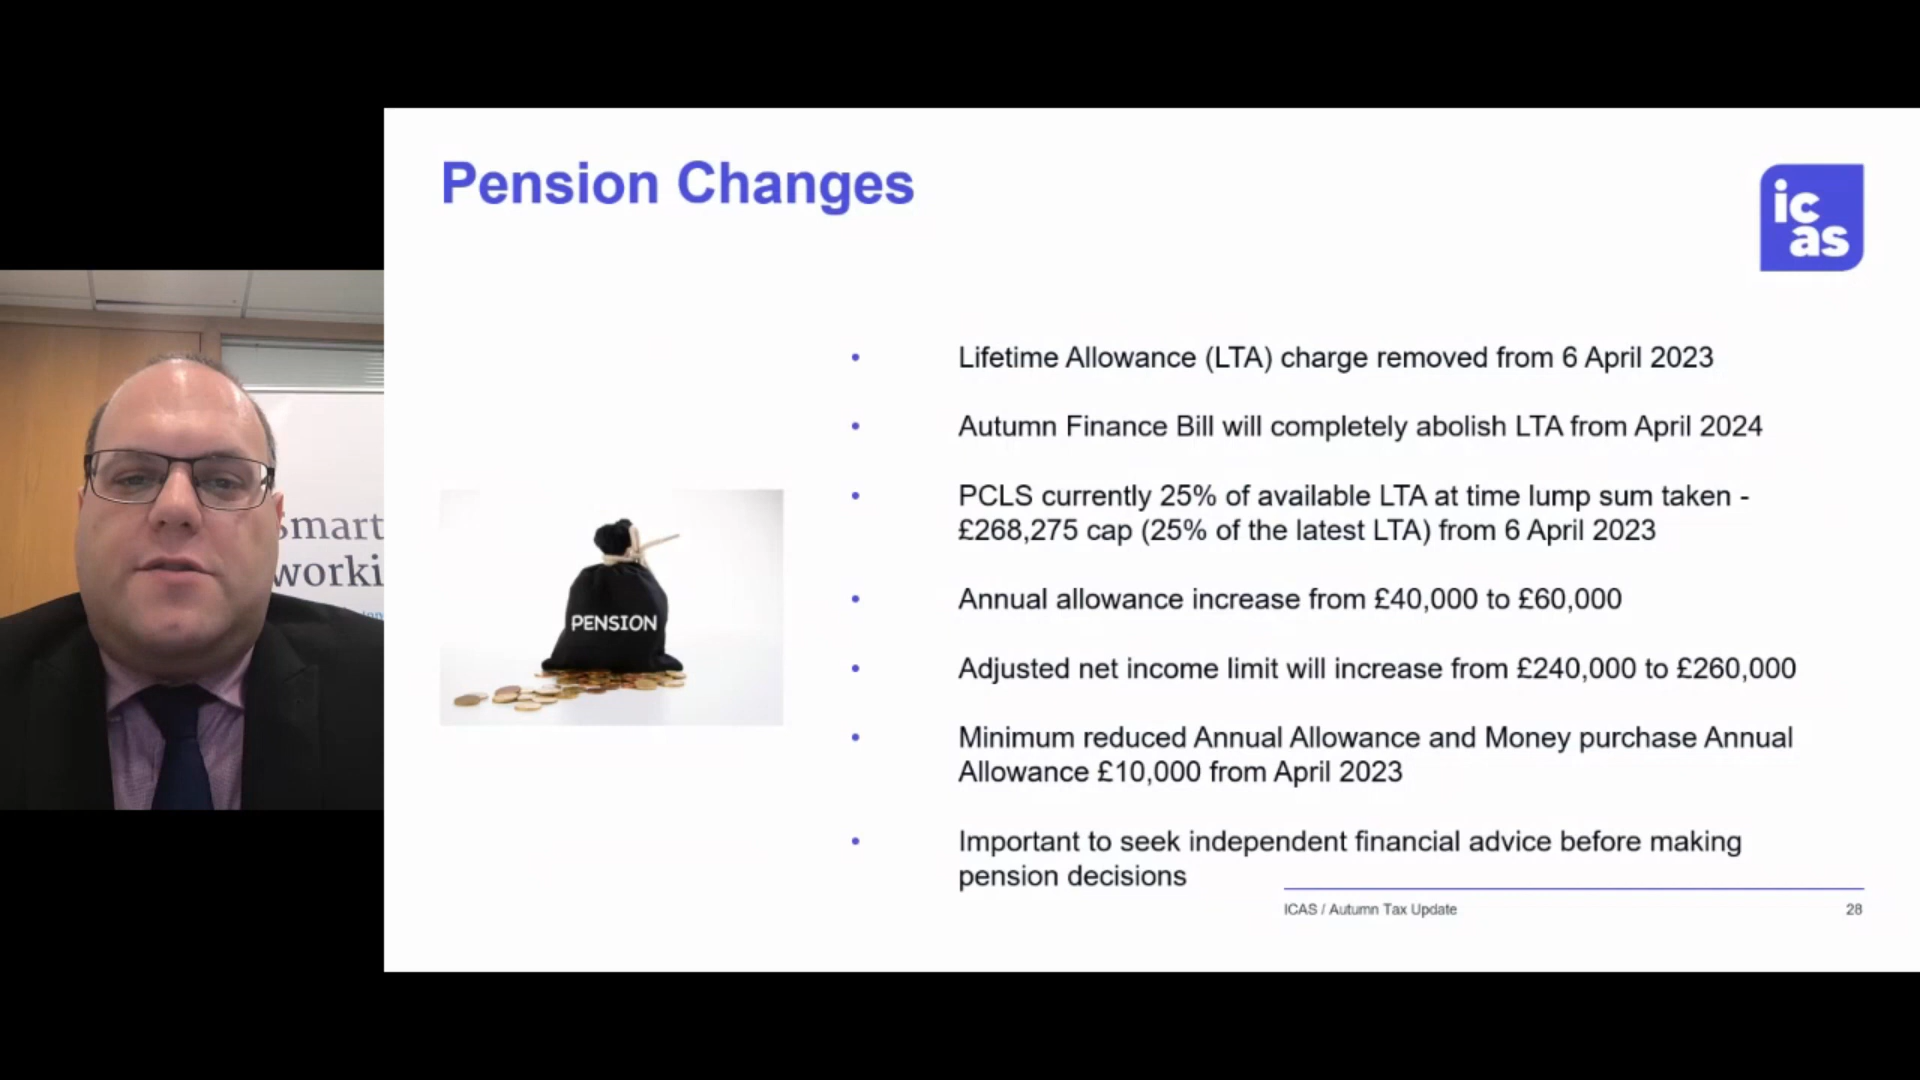 Pension Changes
ic
as
• Lifetime Allowance (LTA) charge removed from 6 April 2023
• Autumn Finance Bill will completely abolish LTA from April 2024
• PCLS currently 25% of available LTA at time lump sum taken -
£268,275 cap (25% of the latest LTA) from 6 April 2023
• Annual allowance increase from £40,000 to £60,000
• Adjusted net income limit will increase from £240,000 to £260,000
• Minimum reduced Annual Allowance and Money purchase Annual
Allowance £10,000 from April 2023
• Important to seek independent financial advice before making
pension decisions
PENSION
Smart
worki
ICAS / Autumn Tax Update
28